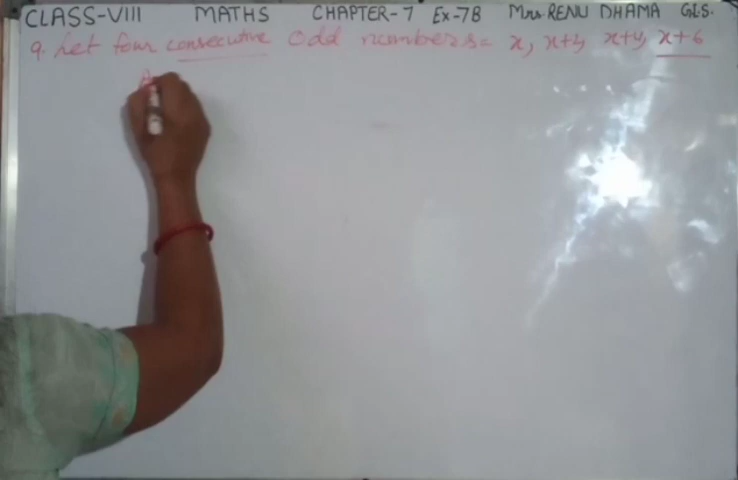 CLASS-VIII MATHS CHAPTER-7 Ex-7B Mrs. RENU DHAMA G.L.S.
9. Let four consecutive odd numbers = x, x+2, x+4, x+6
A